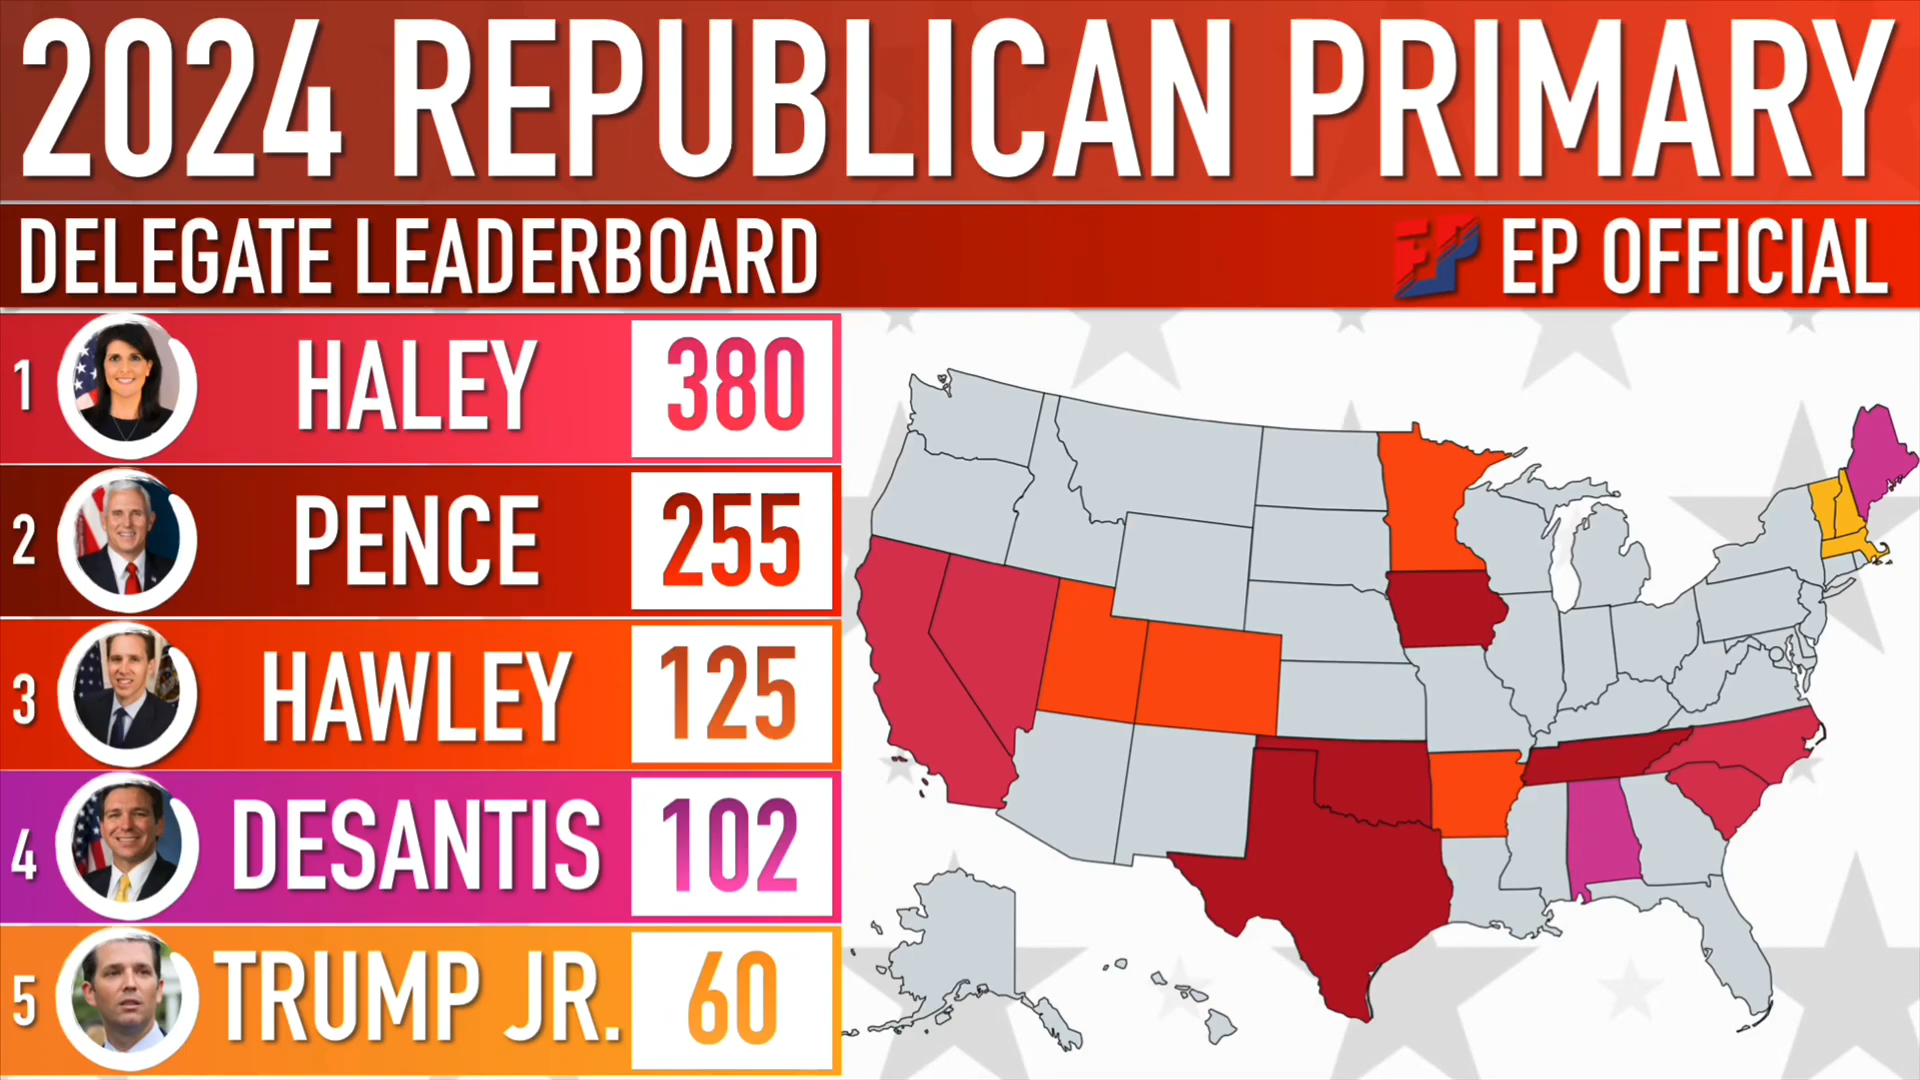 2024 REPUBLICAN PRIMARY
DELEGATE LEADERBOARD
EP EP OFFICIAL
1 HALEY 380
2 PENCE 255
3 HAWLEY 125
4 DESANTIS 102
5 TRUMP JR. 60